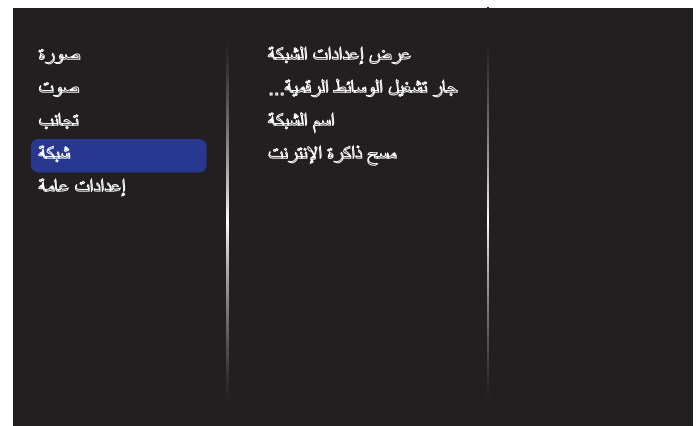 صورة
صوت
تجانب
شبكة
إعدادات عامة
عرض إعدادات الشبكة
جار تشغيل الوسائط الرقمية...
اسم الشبكة
مسح ذاكرة الإنترنت